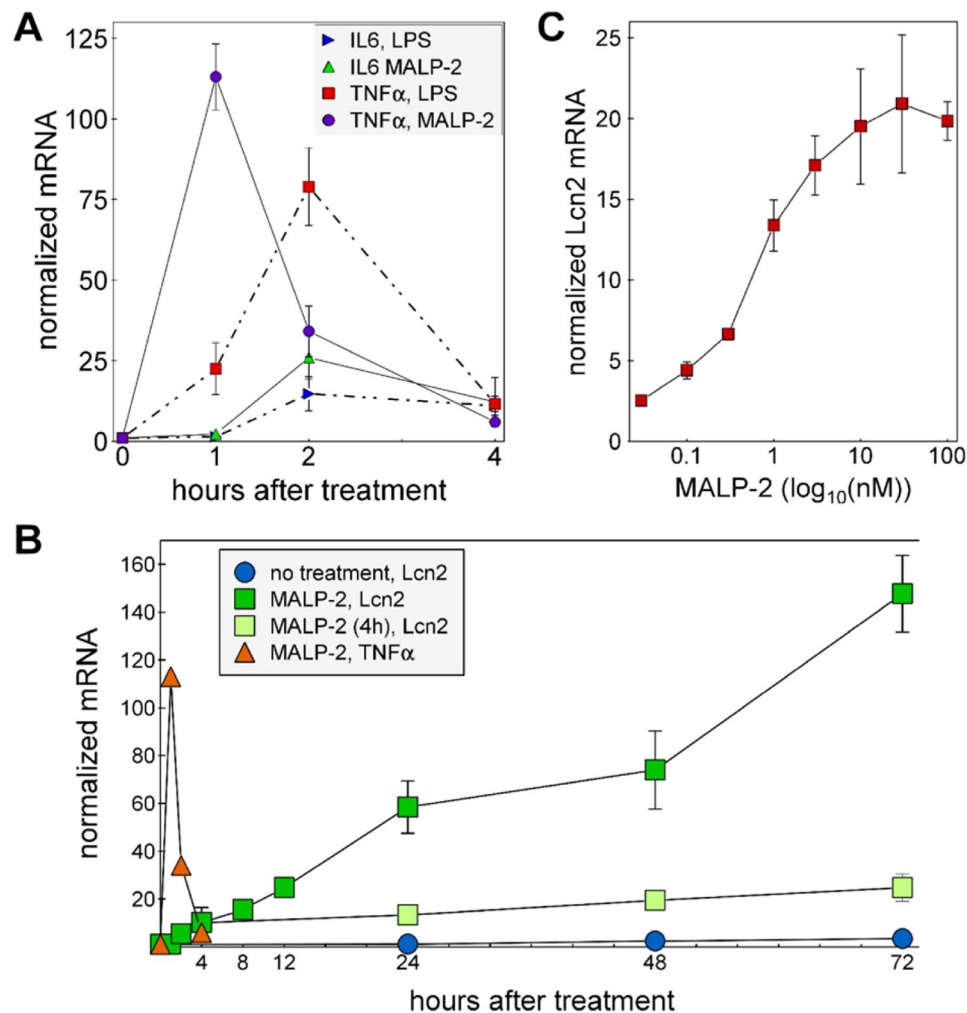 A
125
100
75
50
25
0
normalized mRNA
IL6, LPS
IL6 MALP-2
TNFα, LPS
TNFα, MALP-2
0 1 2 4
hours after treatment
C
25
20
15
10
5
0
normalized Lcn2 mRNA
0.1 1 10 100
MALP-2 (log10(nM))
B
160
140
120
100
80
60
40
20
normalized mRNA
no treatment, Lcn2
MALP-2, Lcn2
MALP-2 (4h), Lcn2
MALP-2, TNFα
4 8 12 24 48 72
hours after treatment